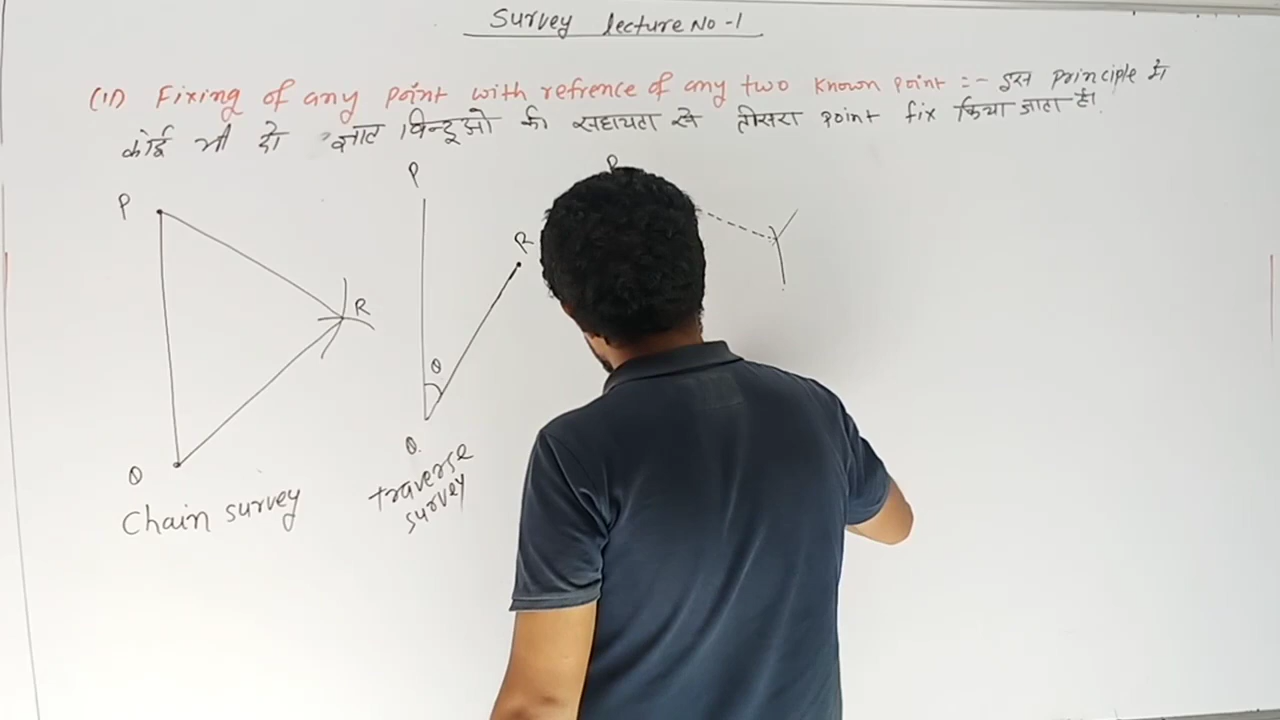 Survey lecture No -1
(ii) Fixing of any point with refrence of any two known point :- इस principle में
कोई भी दो ज्ञात विन्दूओ की सहायता से तीसरा point fix किया जाता है।
P
P
P
R
R
θ
Q
Q
Chain survey
traverse
survey